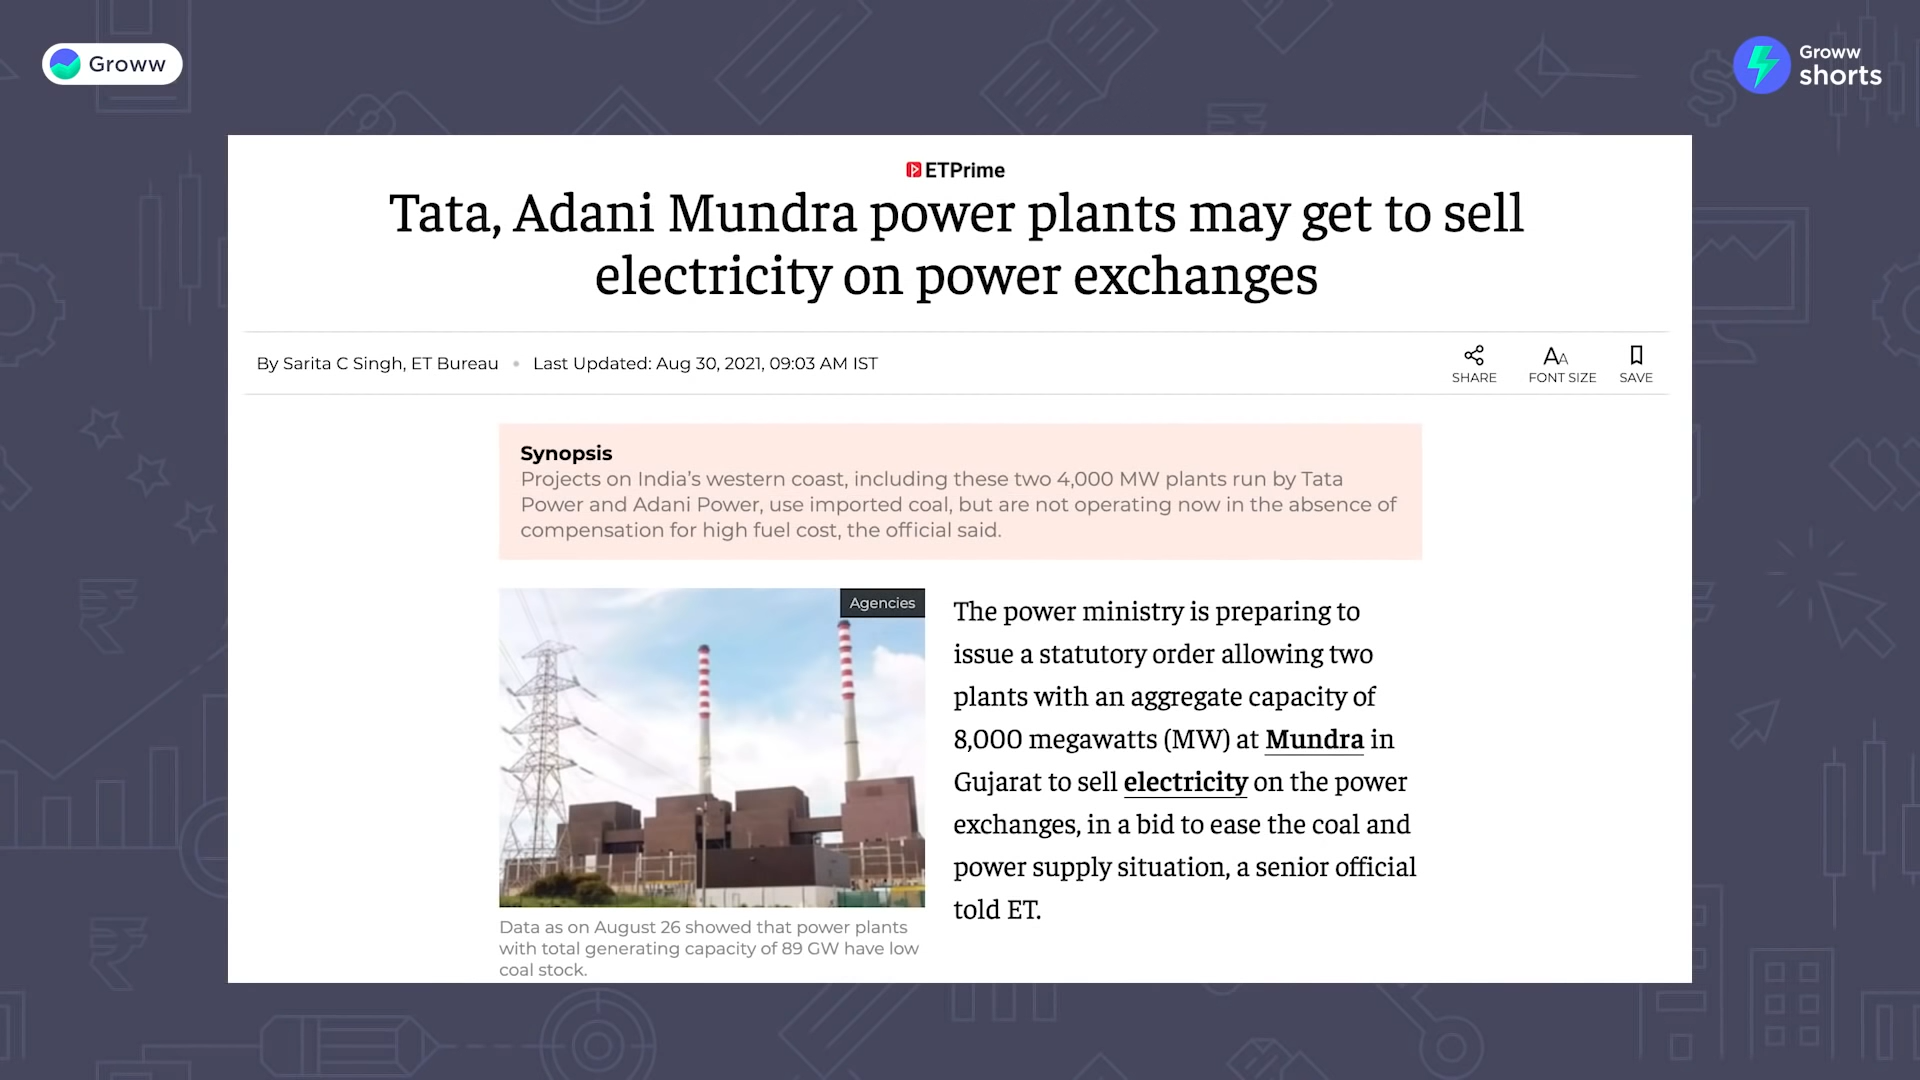 Groww
Groww
shorts
ETPrime
Tata, Adani Mundra power plants may get to sell
electricity on power exchanges
By Sarita C Singh, ET Bureau • Last Updated: Aug 30, 2021, 09:03 AM IST
SHARE
FONT SIZE
SAVE
Synopsis
Projects on India’s western coast, including these two 4,000 MW plants run by Tata
Power and Adani Power, use imported coal, but are not operating now in the absence of
compensation for high fuel cost, the official said.
Agencies
Data as on August 26 showed that power plants
with total generating capacity of 89 GW have low
coal stock.
The power ministry is preparing to
issue a statutory order allowing two
plants with an aggregate capacity of
8,000 megawatts (MW) at Mundra in
Gujarat to sell electricity on the power
exchanges, in a bid to ease the coal and
power supply situation, a senior official
told ET.